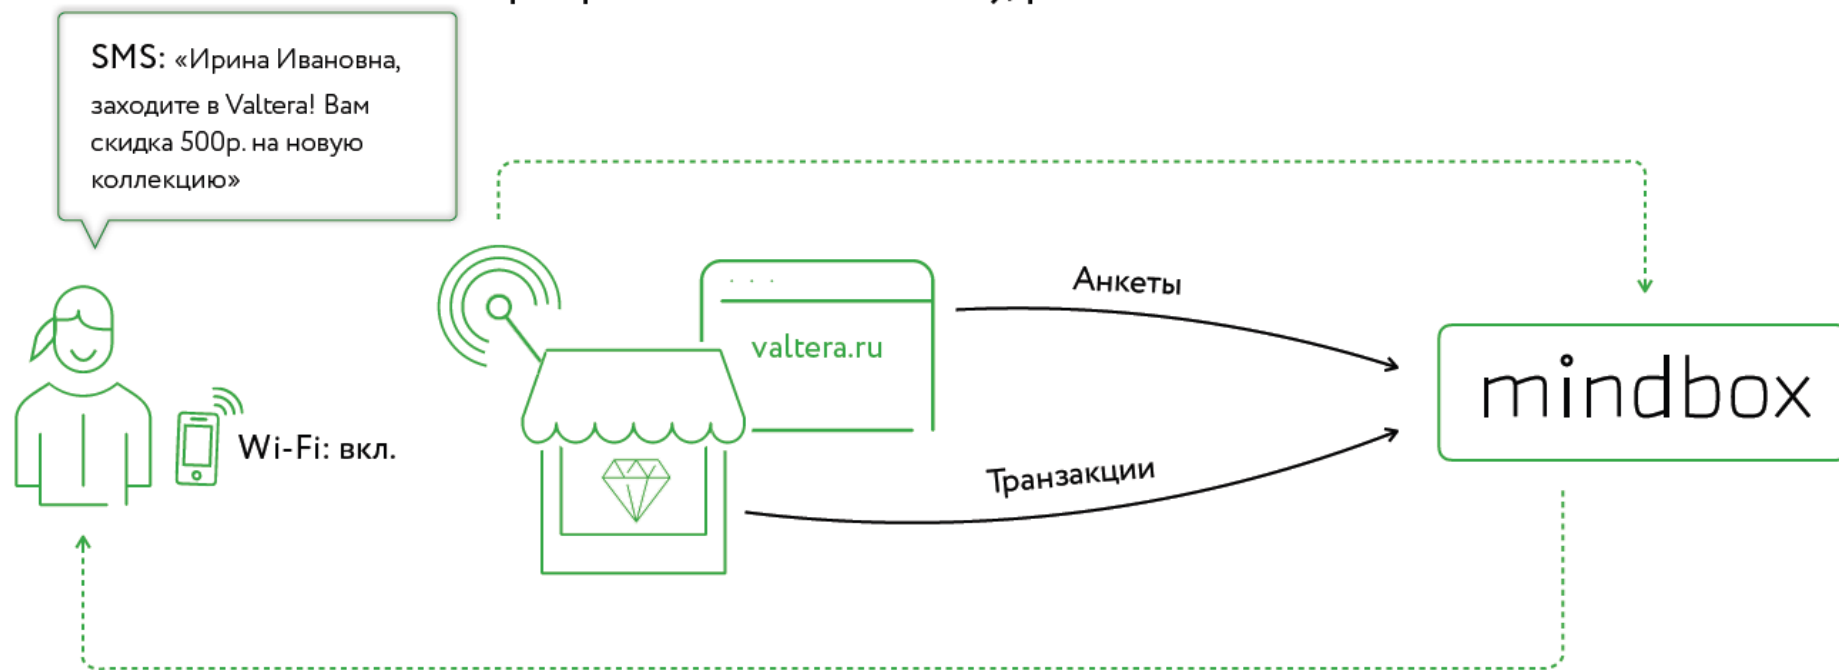 SMS: «Ирина Ивановна,
заходите в Valtera! Вам
скидка 500р. на новую
коллекцию»
Wi-Fi: вкл.
valtera.ru
Анкеты
Транзакции
mindbox